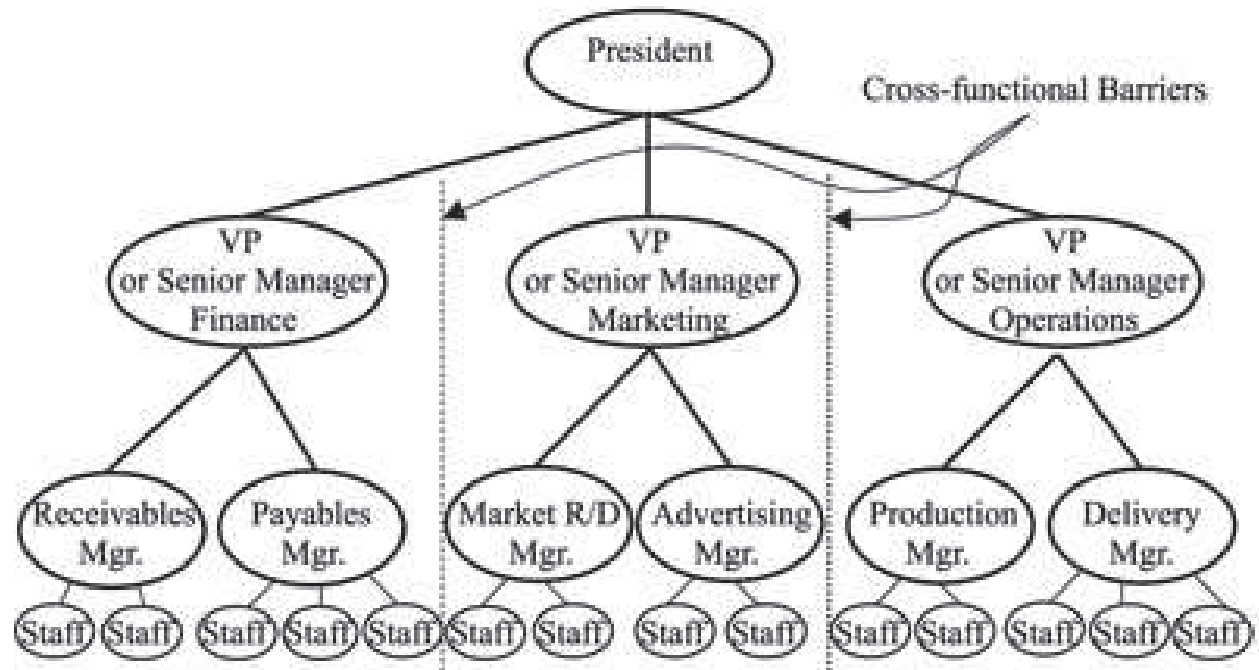 President
Cross-functional Barriers
VP
or Senior Manager
Finance
VP
or Senior Manager
Marketing
VP
or Senior Manager
Operations
Receivables
Mgr.
Payables
Mgr.
Market R/D
Mgr.
Advertising
Mgr.
Production
Mgr.
Delivery
Mgr.
Staff
Staff
Staff
Staff
Staff
Staff
Staff
Staff
Staff
Staff
Staff
Staff
Staff
Staff